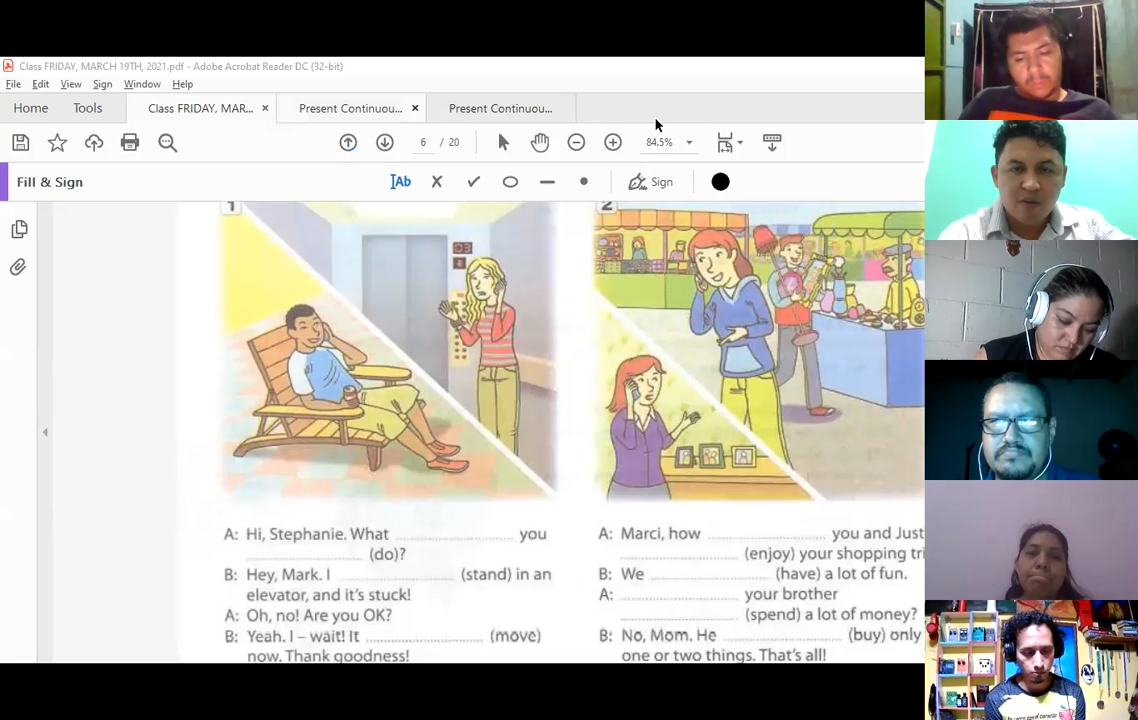 Class FRIDAY, MARCH 19TH, 2021.pdf - Adobe Acrobat Reader DC (32-bit)
File Edit View Sign Window Help
Home Tools Class FRIDAY, MAR... × Present Continuou... × Present Continuou...
6 / 20 84.5%
Fill & Sign Ab Sign
1
2
A: Hi, Stephanie. What you
(do)?
B: Hey, Mark. I (stand) in an
elevator, and it's stuck!
A: Oh, no! Are you OK?
B: Yeah. I – wait! It (move)
now. Thank goodness!
A: Marci, how you and Just
(enjoy) your shopping tri
B: We (have) a lot of fun.
A: your brother
(spend) a lot of money?
B: No, Mom. He (buy) only
one or two things. That's all!